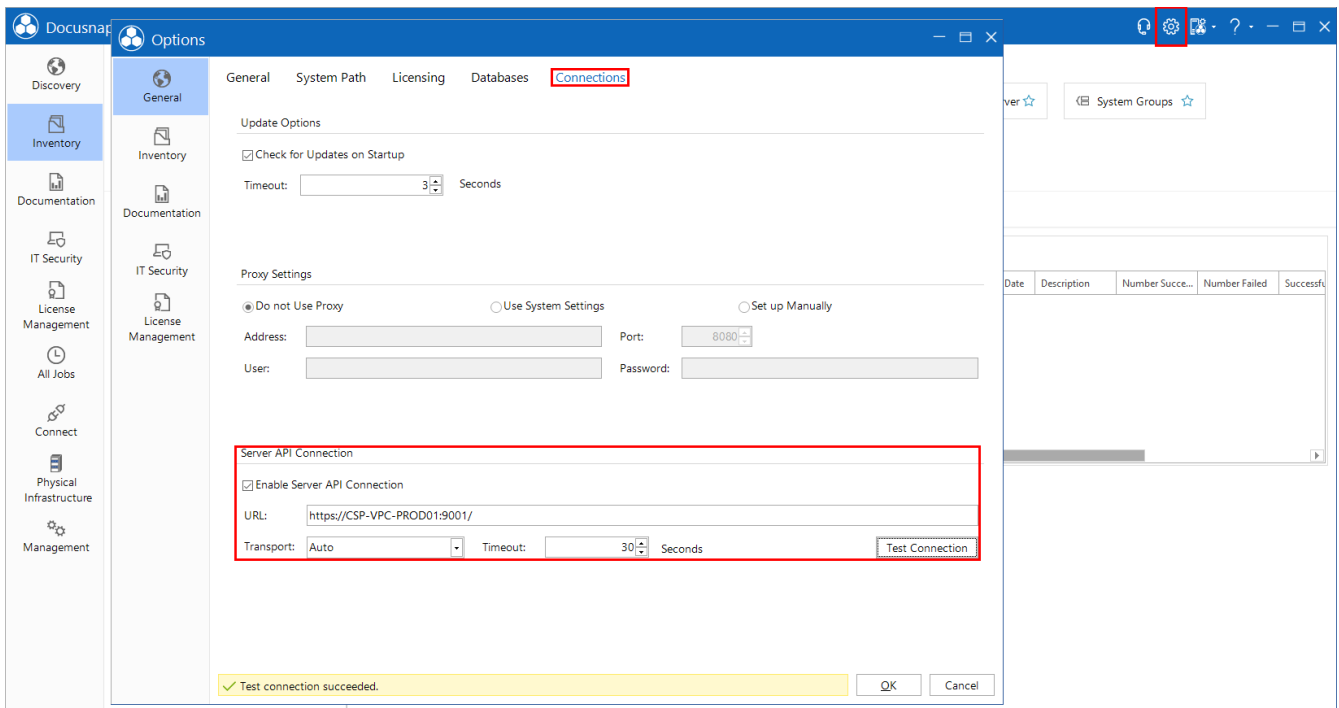 Docusnap
Discovery
Inventory
Documentation
IT Security
License
Management
All Jobs
Connect
Physical
Infrastructure
Management
Options
General
Inventory
Documentation
IT Security
License
Management
General System Path Licensing Databases Connections
Update Options
Check for Updates on Startup
Timeout: 3 Seconds
Proxy Settings
Do not Use Proxy Use System Settings Set up Manually
Address: Port: 8080
User: Password:
Server API Connection
Enable Server API Connection
URL: https://CSP-VPC-PROD01:9001/
Transport: Auto Timeout: 30 Seconds Test Connection
Test connection succeeded. OK Cancel
System Groups
Date Description Number Succe... Number Failed